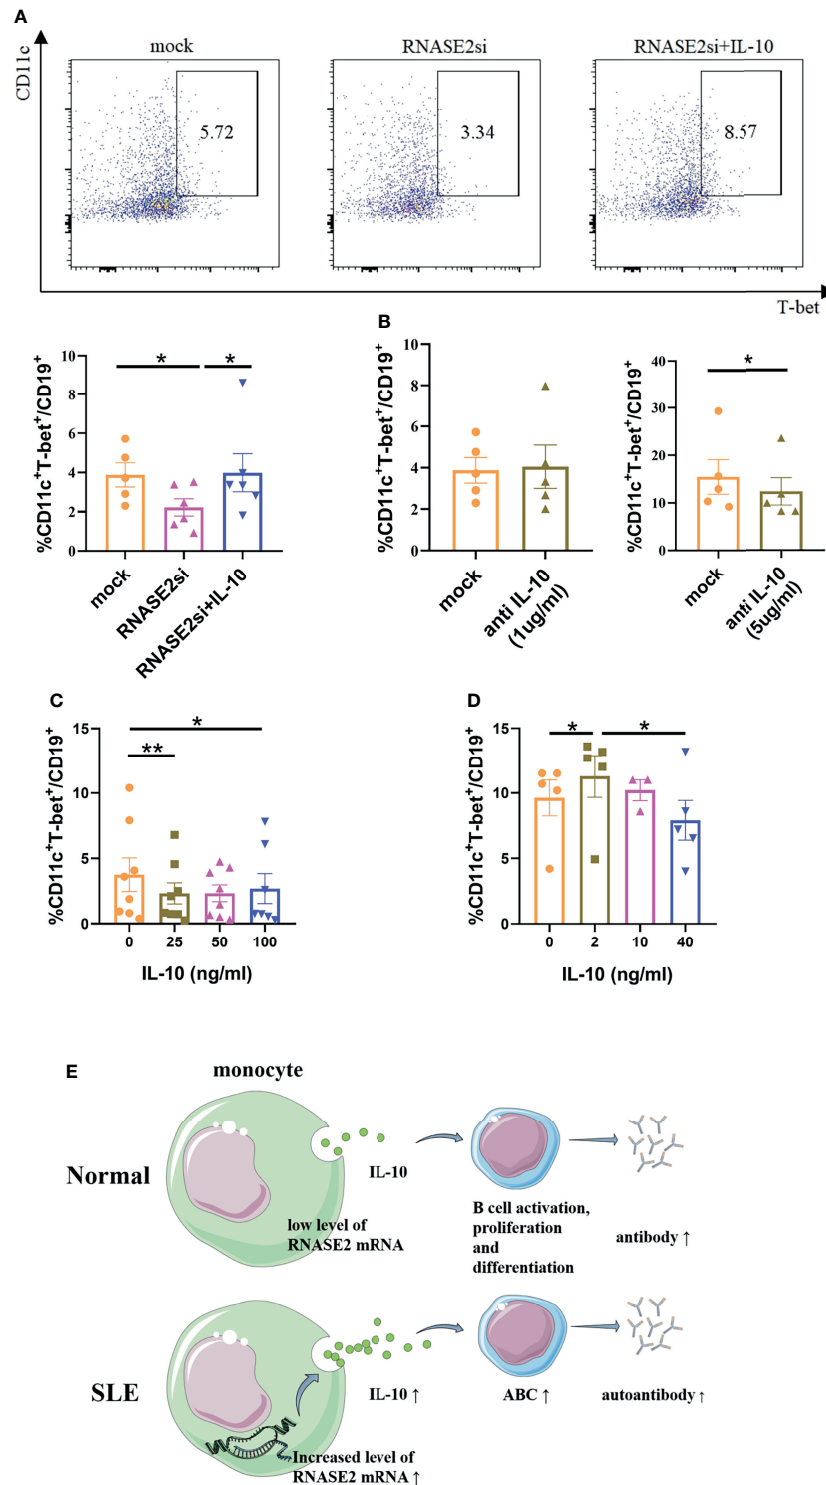 A
mock
RNASE2si
RNASE2si+IL-10
CD11c
5.72
3.34
8.57
T-bet
%CD11c+T-bet+/CD19+
10
8
6
4
2
0
*
*
mock
RNASE2si
RNASE2si+IL-10
B
%CD11c+T-bet+/CD19+
10
8
6
4
2
0
mock
anti IL-10
(1ug/ml)
%CD11c+T-bet+/CD19+
40
30
20
10
0
*
mock
anti IL-10
(5ug/ml)
C
%CD11c+T-bet+/CD19+
15
10
5
0
*
**
0
25
50
100
IL-10 (ng/ml)
D
%CD11c+T-bet+/CD19+
15
10
5
0
*
*
0
2
10
40
IL-10 (ng/ml)
E
monocyte
Normal
IL-10
low level of
RNASE2 mRNA
B cell activation,
proliferation
and
differentiation
antibody ↑
SLE
IL-10 ↑
ABC ↑
autoantibody ↑
Increased level of
RNASE2 mRNA ↑